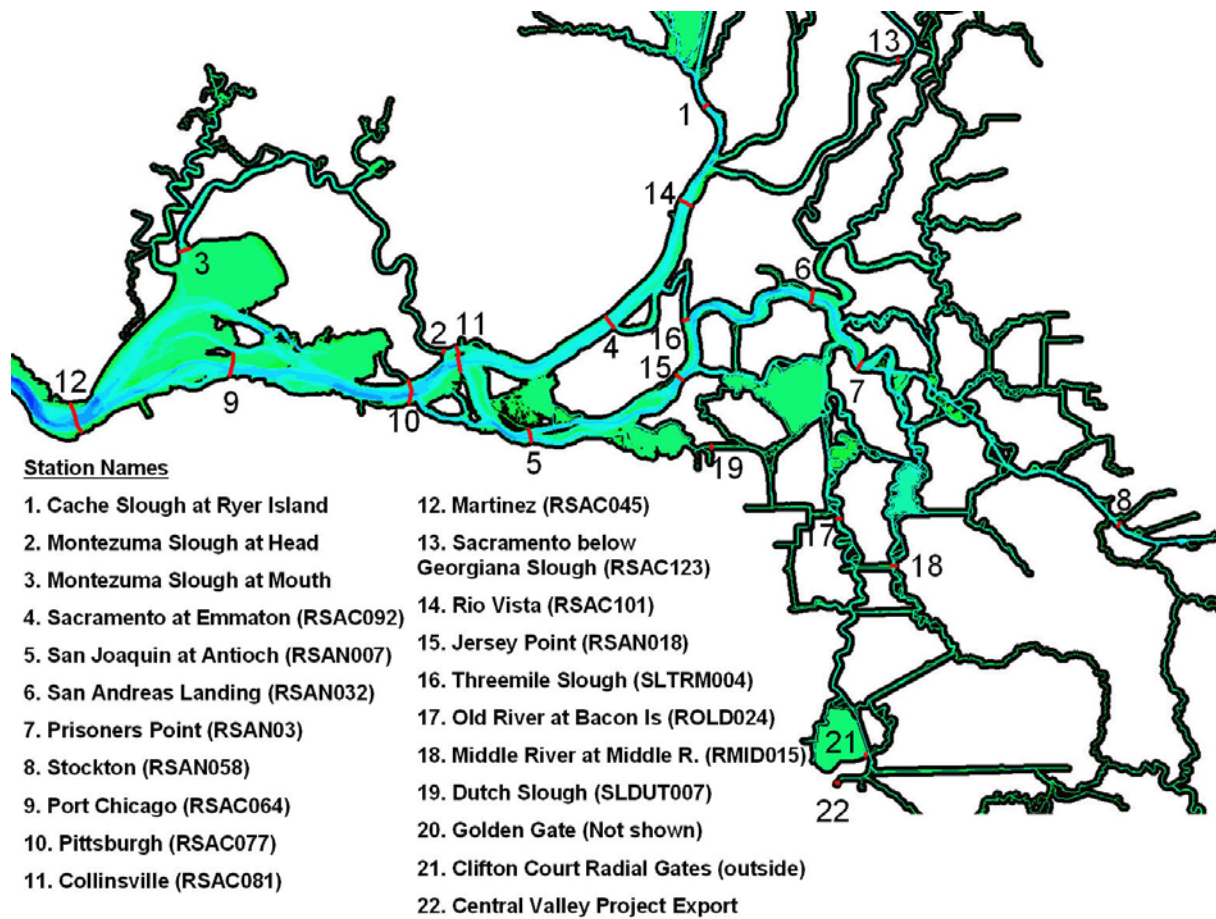 13
1
14
3
6
2
11
16
4
15
7
12
9
10
5
19
8
17
18
21
22
Station Names
1. Cache Slough at Ryer Island
2. Montezuma Slough at Head
3. Montezuma Slough at Mouth
4. Sacramento at Emmaton (RSAC092)
5. San Joaquin at Antioch (RSAN007)
6. San Andreas Landing (RSAN032)
7. Prisoners Point (RSAN03)
8. Stockton (RSAN058)
9. Port Chicago (RSAC064)
10. Pittsburgh (RSAC077)
11. Collinsville (RSAC081)
12. Martinez (RSAC045)
13. Sacramento below
Georgiana Slough (RSAC123)
14. Rio Vista (RSAC101)
15. Jersey Point (RSAN018)
16. Threemile Slough (SLTRM004)
17. Old River at Bacon Is (ROLD024)
18. Middle River at Middle R. (RMID015)
19. Dutch Slough (SLDUT007)
20. Golden Gate (Not shown)
21. Clifton Court Radial Gates (outside)
22. Central Valley Project Export